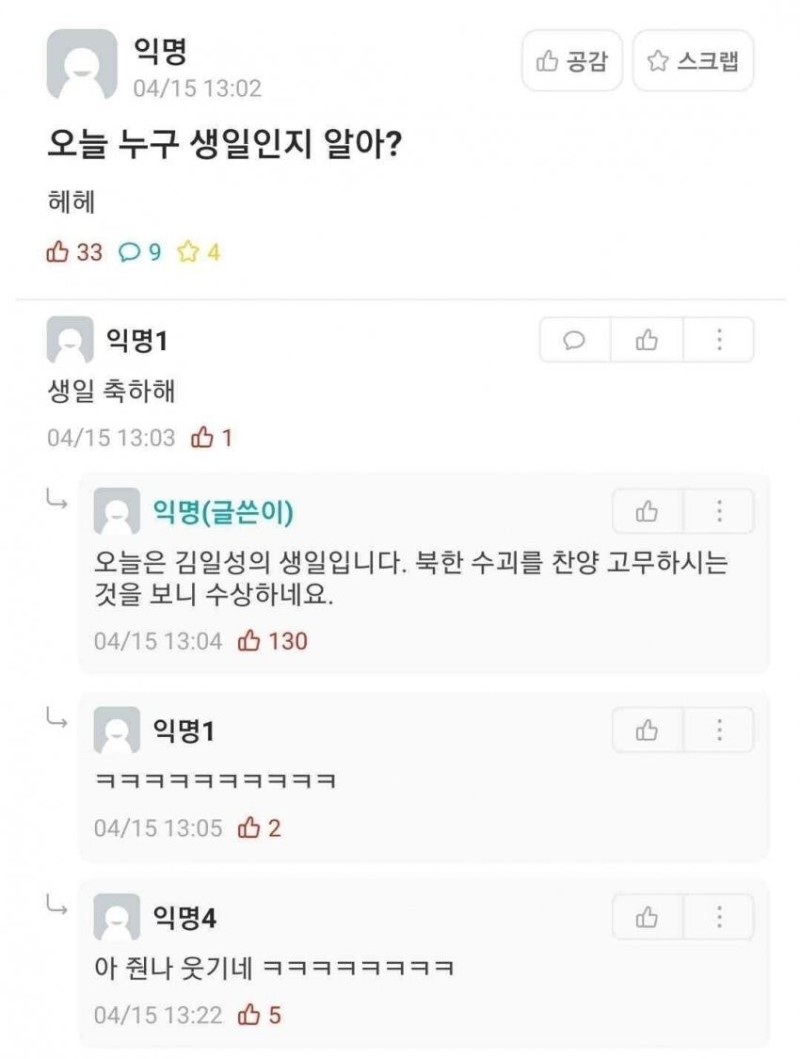 익명
04/15 13:02
공감
스크랩
오늘 누구 생일인지 알아?
헤헤
33 9 4
익명1
생일 축하해
04/15 13:03 1
익명(글쓴이)
오늘은 김일성의 생일입니다. 북한 수괴를 찬양 고무하시는
것을 보니 수상하네요.
04/15 13:04 130
익명1
ㅋㅋㅋㅋㅋㅋㅋㅋㅋㅋ
04/15 13:05 2
익명4
아 줜나 웃기네 ㅋㅋㅋㅋㅋㅋㅋㅋ
04/15 13:22 5